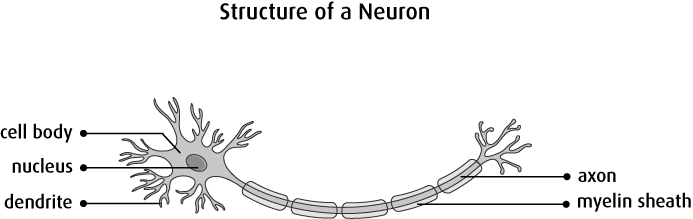 Structure of a Neuron
cell body
nucleus
dendrite
axon
myelin sheath